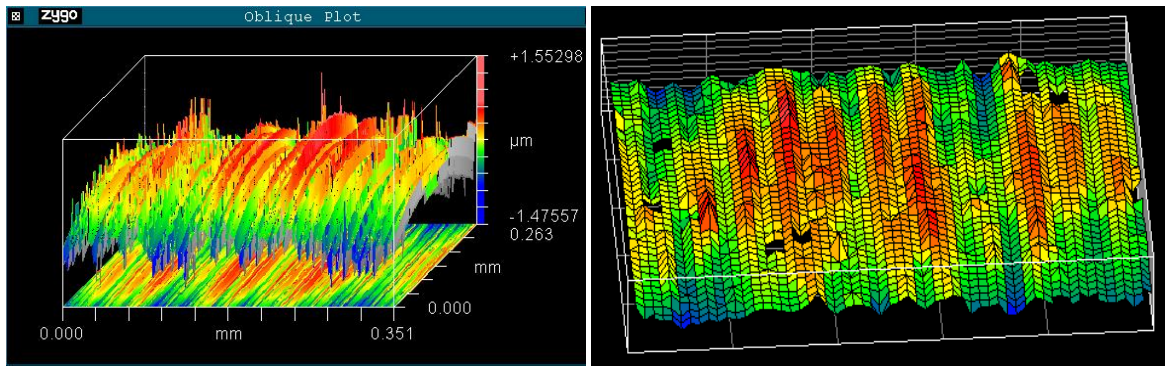 zygo Oblique Plot
+1.55298
µm
-1.47557
0.263
mm
0.000
0.000 mm 0.351